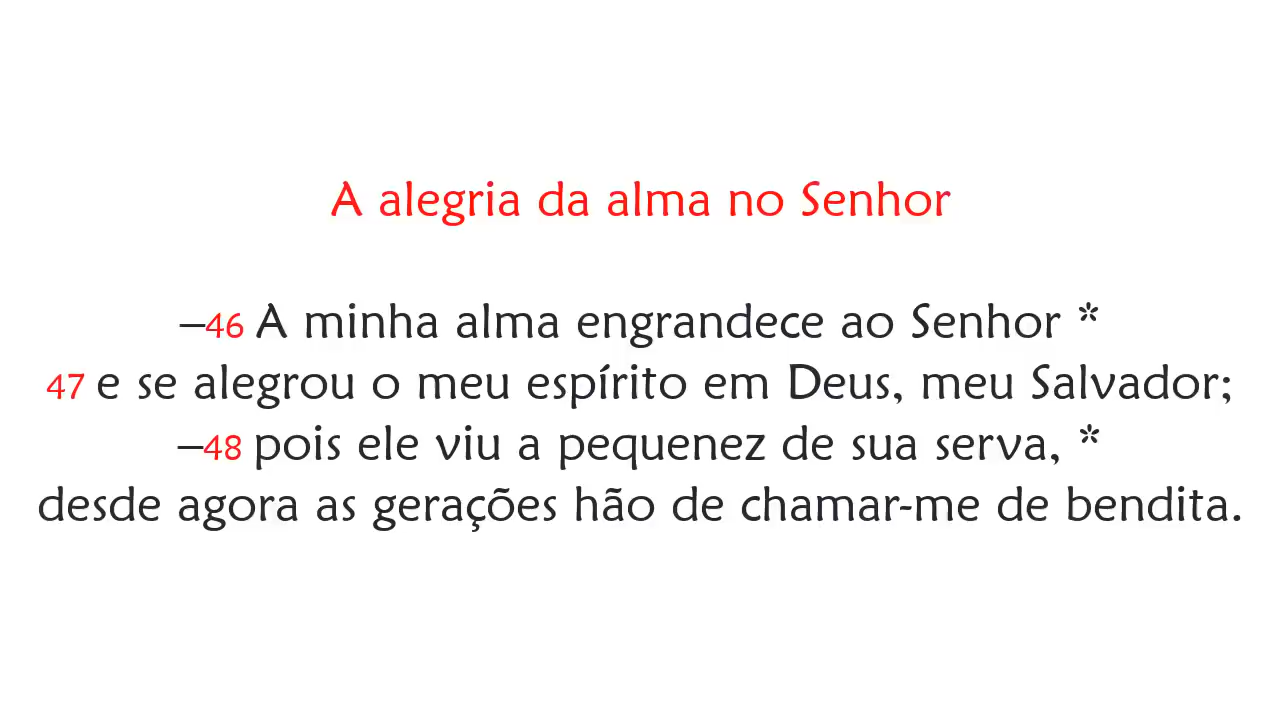 A alegria da alma no Senhor
–46 A minha alma engrandece ao Senhor *
47 e se alegrou o meu espírito em Deus, meu Salvador;
–48 pois ele viu a pequenez de sua serva, *
desde agora as gerações hão de chamar-me de bendita.